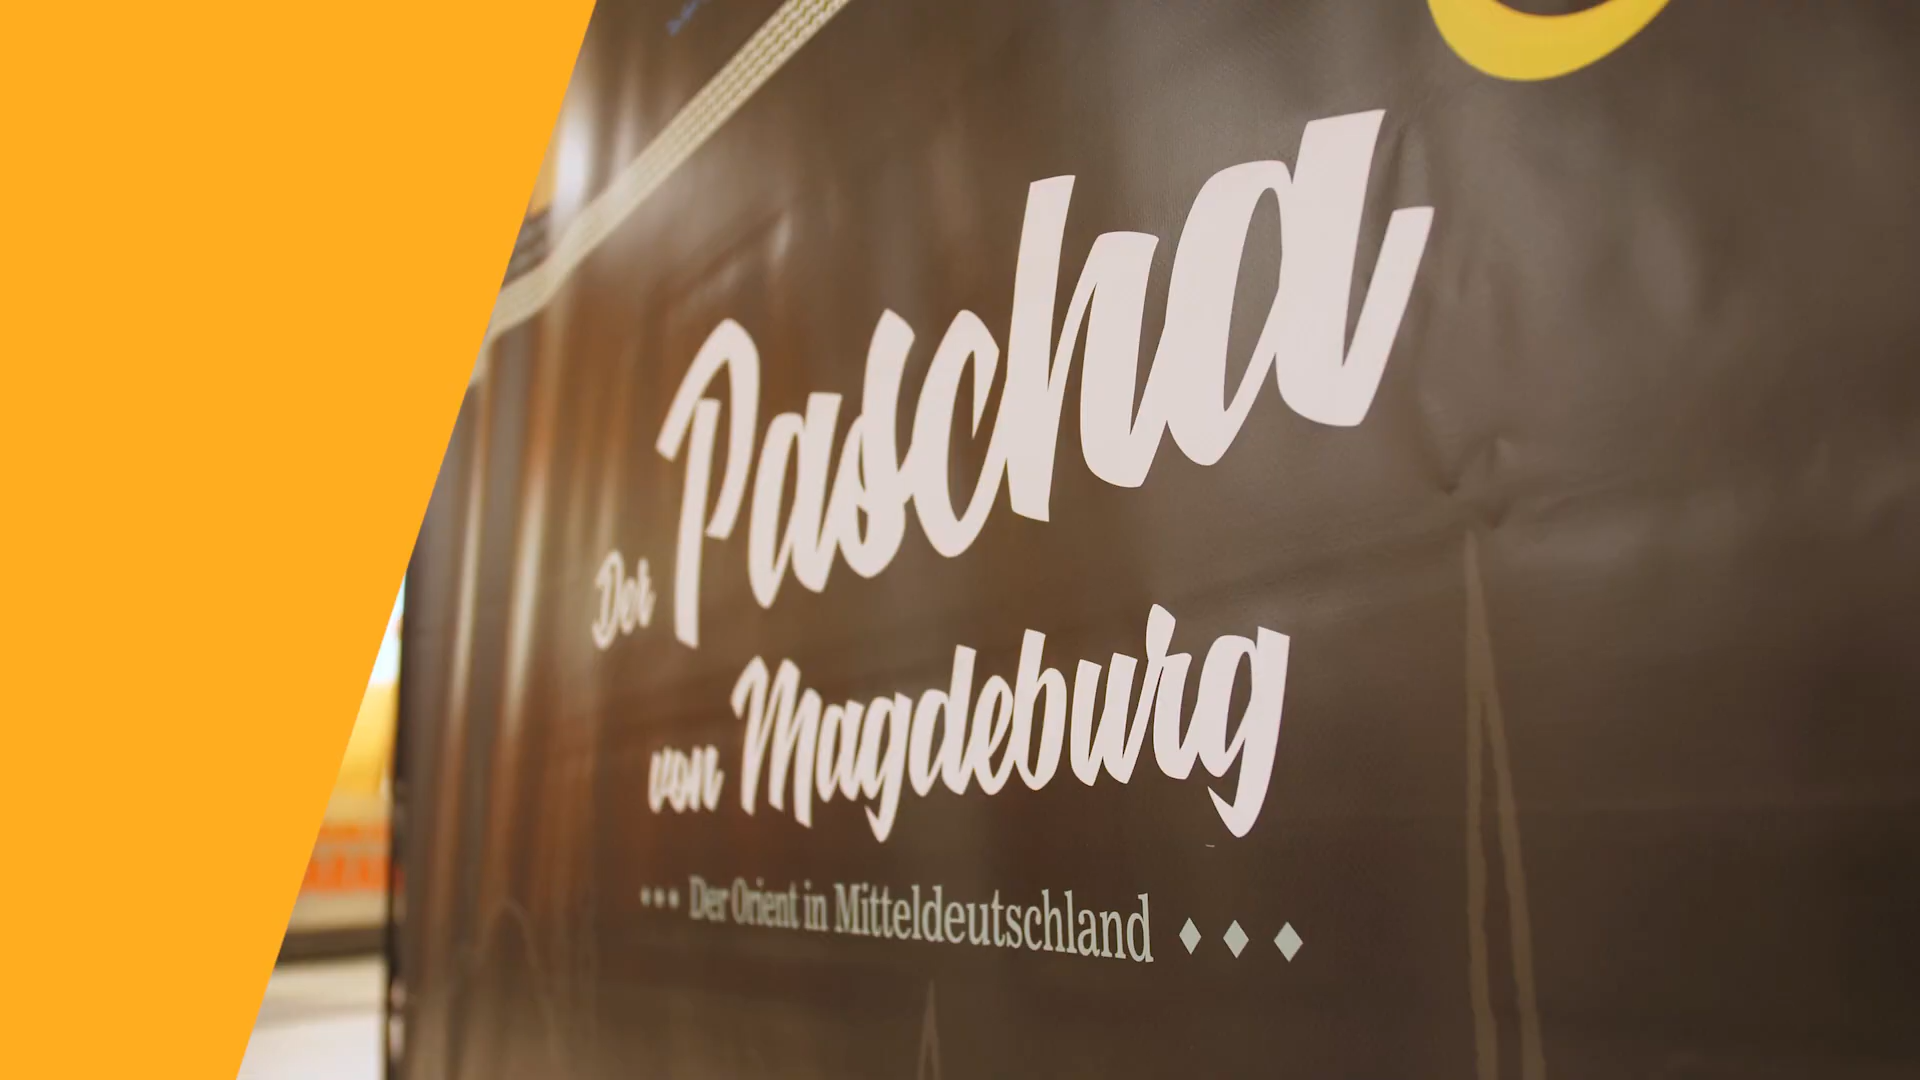 Der Pascha
von Magdeburg
Der Orient in Mitteldeutschland